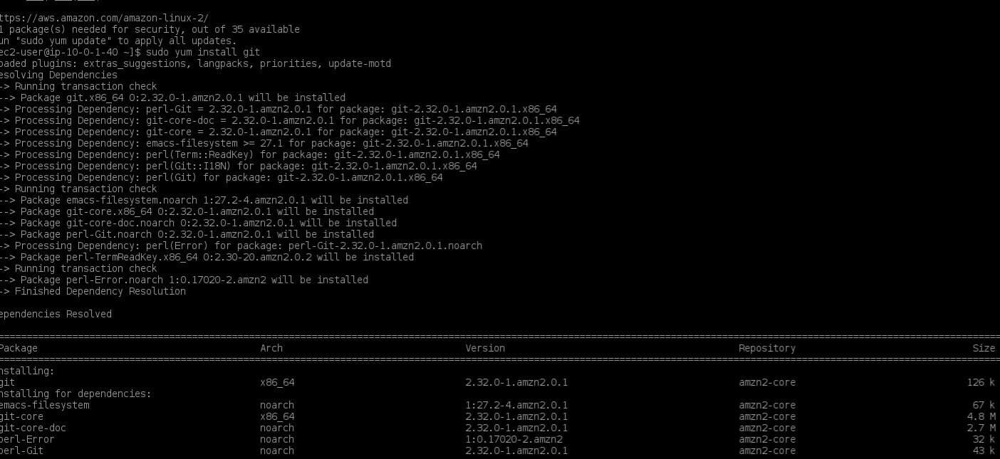 ttps://aws.amazon.com/amazon-linux-2/
1 package(s) needed for security, out of 35 available
un "sudo yum update" to apply all updates.
ec2-user@ip-10-0-1-40 ~]$ sudo yum install git
oaded plugins: extras_suggestions, langpacks, priorities, update-motd
esolving Dependencies
-> Running transaction check
--> Package git.x86_64 0:2.32.0-1.amzn2.0.1 will be installed
-> Processing Dependency: perl-Git = 2.32.0-1.amzn2.0.1 for package: git-2.32.0-1.amzn2.0.1.x86_64
-> Processing Dependency: git-core-doc = 2.32.0-1.amzn2.0.1 for package: git-2.32.0-1.amzn2.0.1.x86_64
-> Processing Dependency: git-core = 2.32.0-1.amzn2.0.1 for package: git-2.32.0-1.amzn2.0.1.x86_64
-> Processing Dependency: emacs-filesystem >= 27.1 for package: git-2.32.0-1.amzn2.0.1.x86_64
-> Processing Dependency: perl(Term::ReadKey) for package: git-2.32.0-1.amzn2.0.1.x86_64
-> Processing Dependency: perl(Git::I18N) for package: git-2.32.0-1.amzn2.0.1.x86_64
-> Processing Dependency: perl(Git) for package: git-2.32.0-1.amzn2.0.1.x86_64
-> Running transaction check
--> Package emacs-filesystem.noarch 1:27.2-4.amzn2.0.1 will be installed
--> Package git-core.x86_64 0:2.32.0-1.amzn2.0.1 will be installed
--> Package git-core-doc.noarch 0:2.32.0-1.amzn2.0.1 will be installed
--> Package perl-Git.noarch 0:2.32.0-1.amzn2.0.1 will be installed
-> Processing Dependency: perl(Error) for package: perl-Git-2.32.0-1.amzn2.0.1.noarch
--> Package perl-TermReadKey.x86_64 0:2.30-20.amzn2.0.2 will be installed
-> Running transaction check
--> Package perl-Error.noarch 1:0.17020-2.amzn2 will be installed
-> Finished Dependency Resolution
ependencies Resolved
Package Arch Version Repository Size
nstalling:
git x86_64 2.32.0-1.amzn2.0.1 amzn2-core 126 k
nstalling for dependencies:
emacs-filesystem noarch 1:27.2-4.amzn2.0.1 amzn2-core 67 k
git-core x86_64 2.32.0-1.amzn2.0.1 amzn2-core 4.8 M
git-core-doc noarch 2.32.0-1.amzn2.0.1 amzn2-core 2.7 M
perl-Error noarch 1:0.17020-2.amzn2 amzn2-core 32 k
perl-Git noarch 2.32.0-1.amzn2.0.1 amzn2-core 43 k